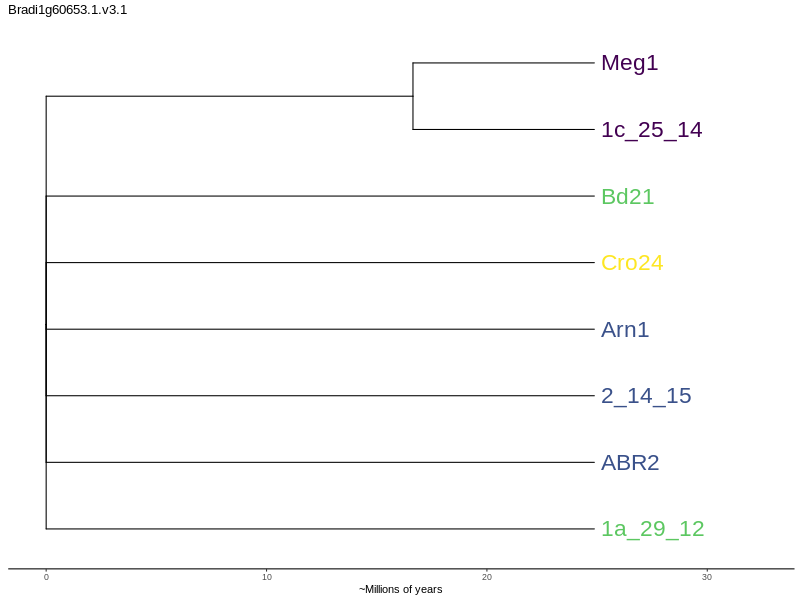 Bradi1g60653.1.v3.1
Meg1
1c_25_14
Bd21
Cro24
Arn1
2_14_15
ABR2
1a_29_12
0 10 20 30
~Millions of years